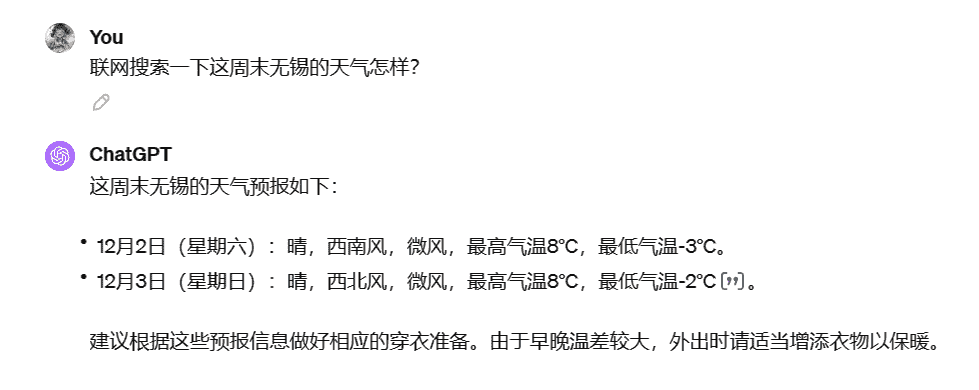 You
联网搜索一下这周末无锡的天气怎样？
ChatGPT
这周末无锡的天气预报如下：
• 12月2日（星期六）：晴，西南风，微风，最高气温8℃，最低气温-3℃。
• 12月3日（星期日）：晴，西北风，微风，最高气温8℃，最低气温-2℃ ["]。
建议根据这些预报信息做好相应的穿衣准备。由于早晚温差较大，外出时请适当增添衣物以保暖。